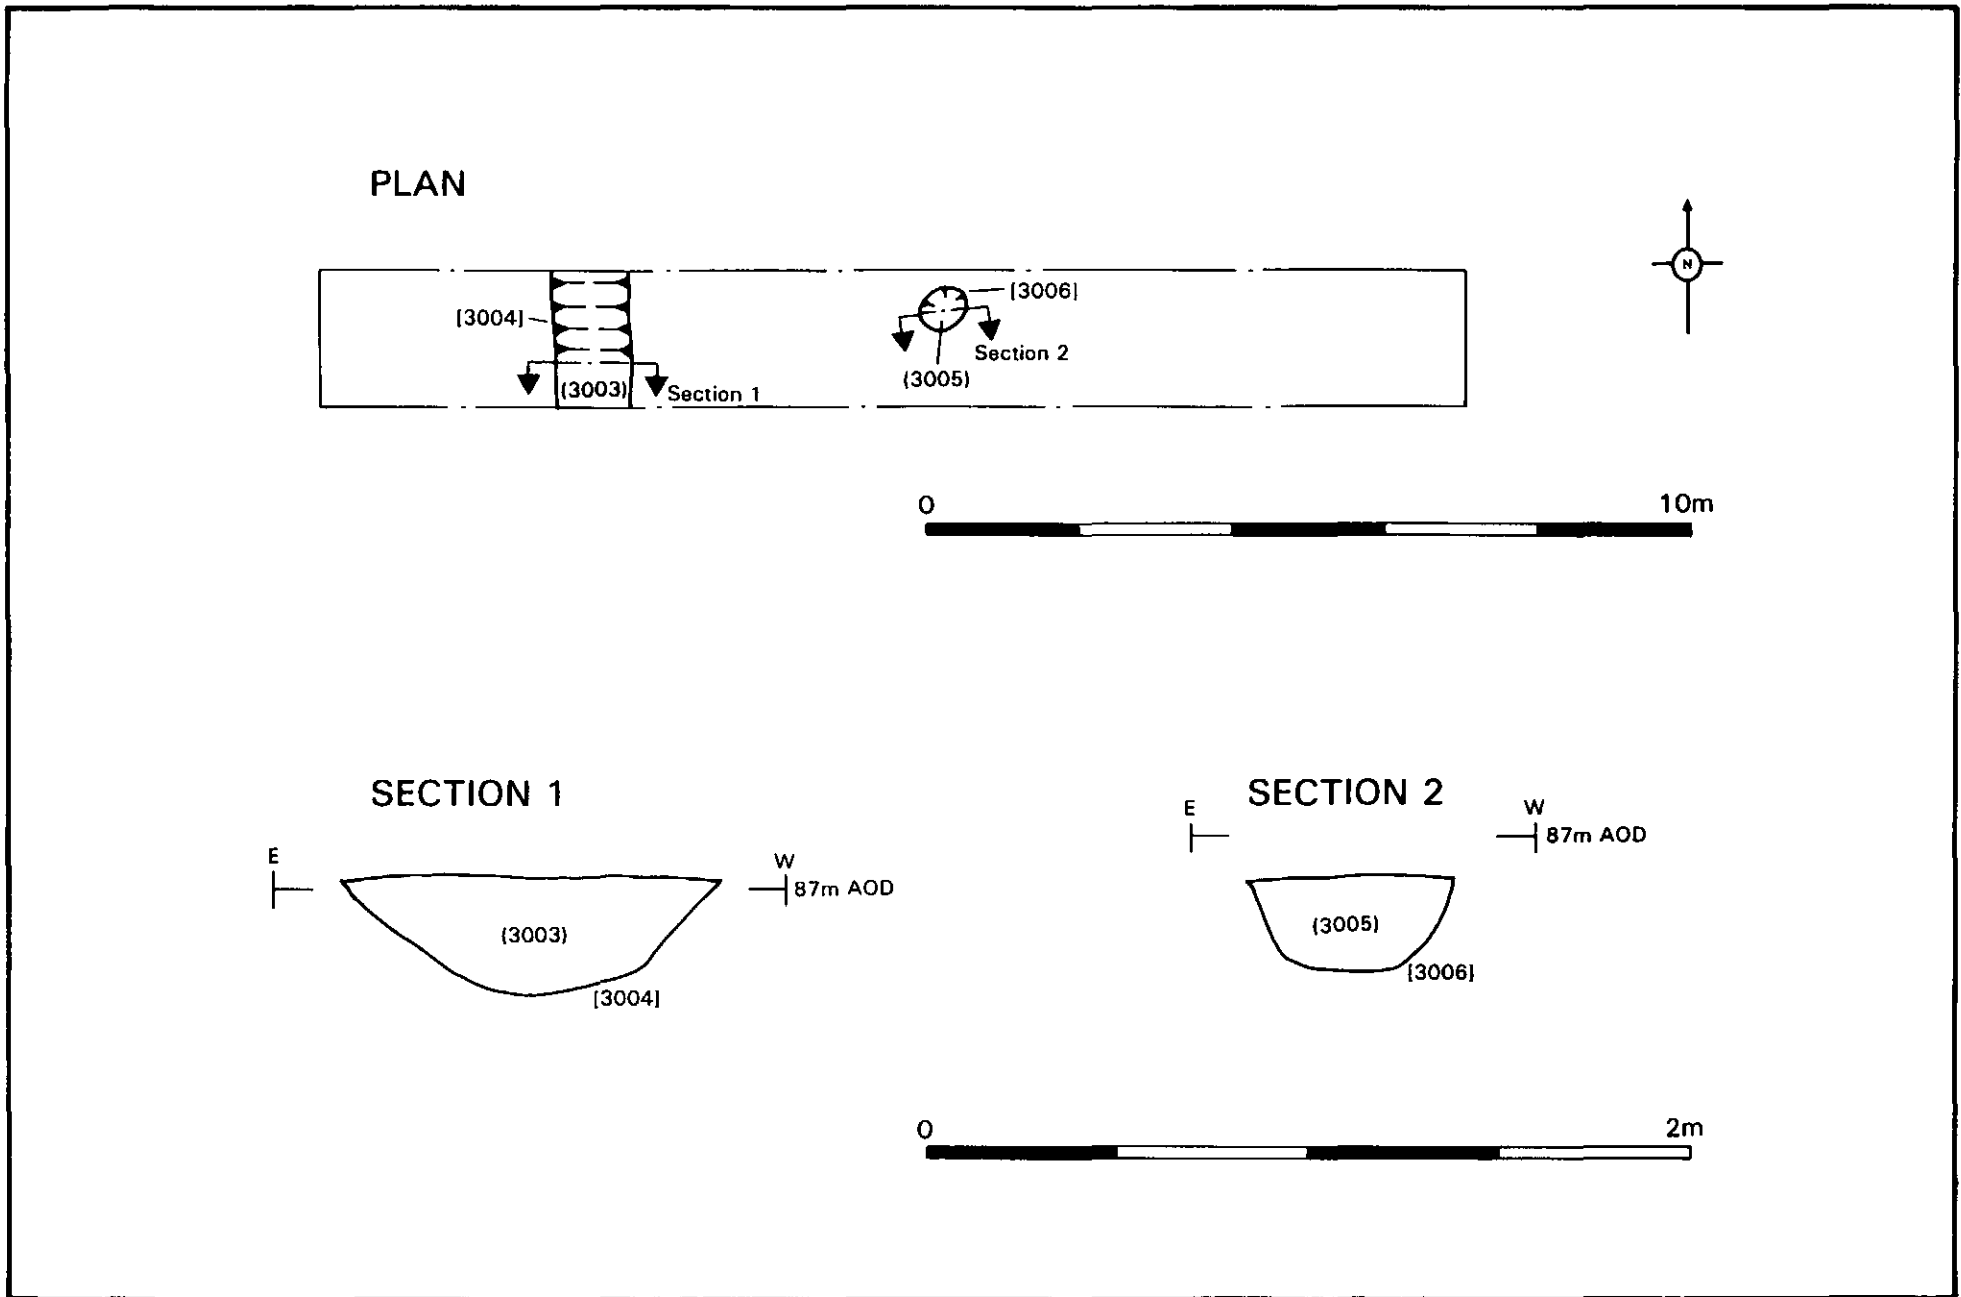 PLAN
N
[3004]
[3006]
Section 2
(3005)
(3003)
Section 1
0 10m
SECTION 1
E W
87m AOD
(3003)
[3004]
SECTION 2
E W
87m AOD
(3005)
[3006]
0 2m